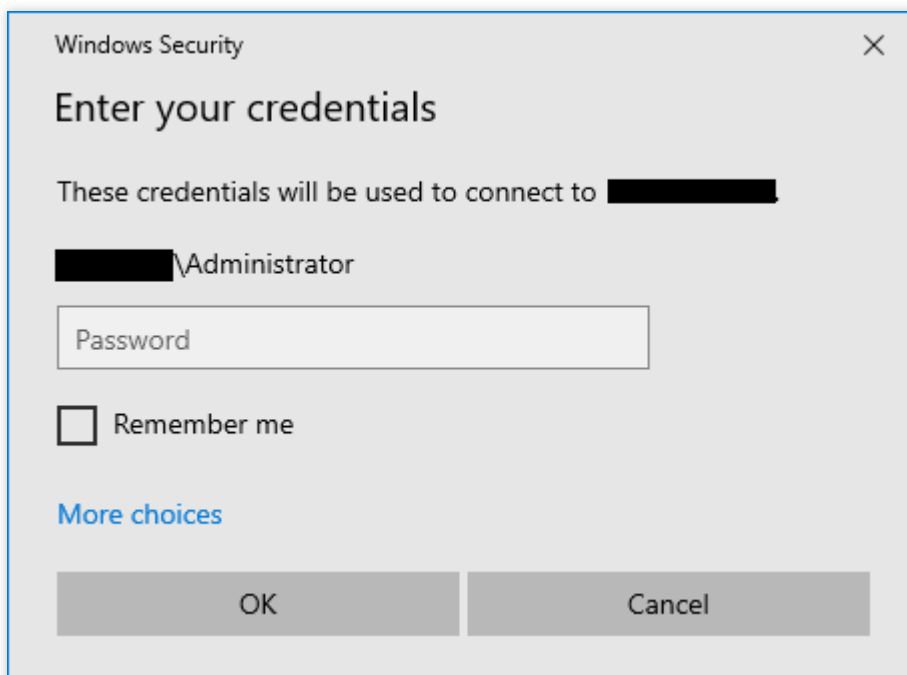 Windows Security
Enter your credentials
These credentials will be used to connect to
\Administrator
Password
Remember me
More choices
OK
Cancel